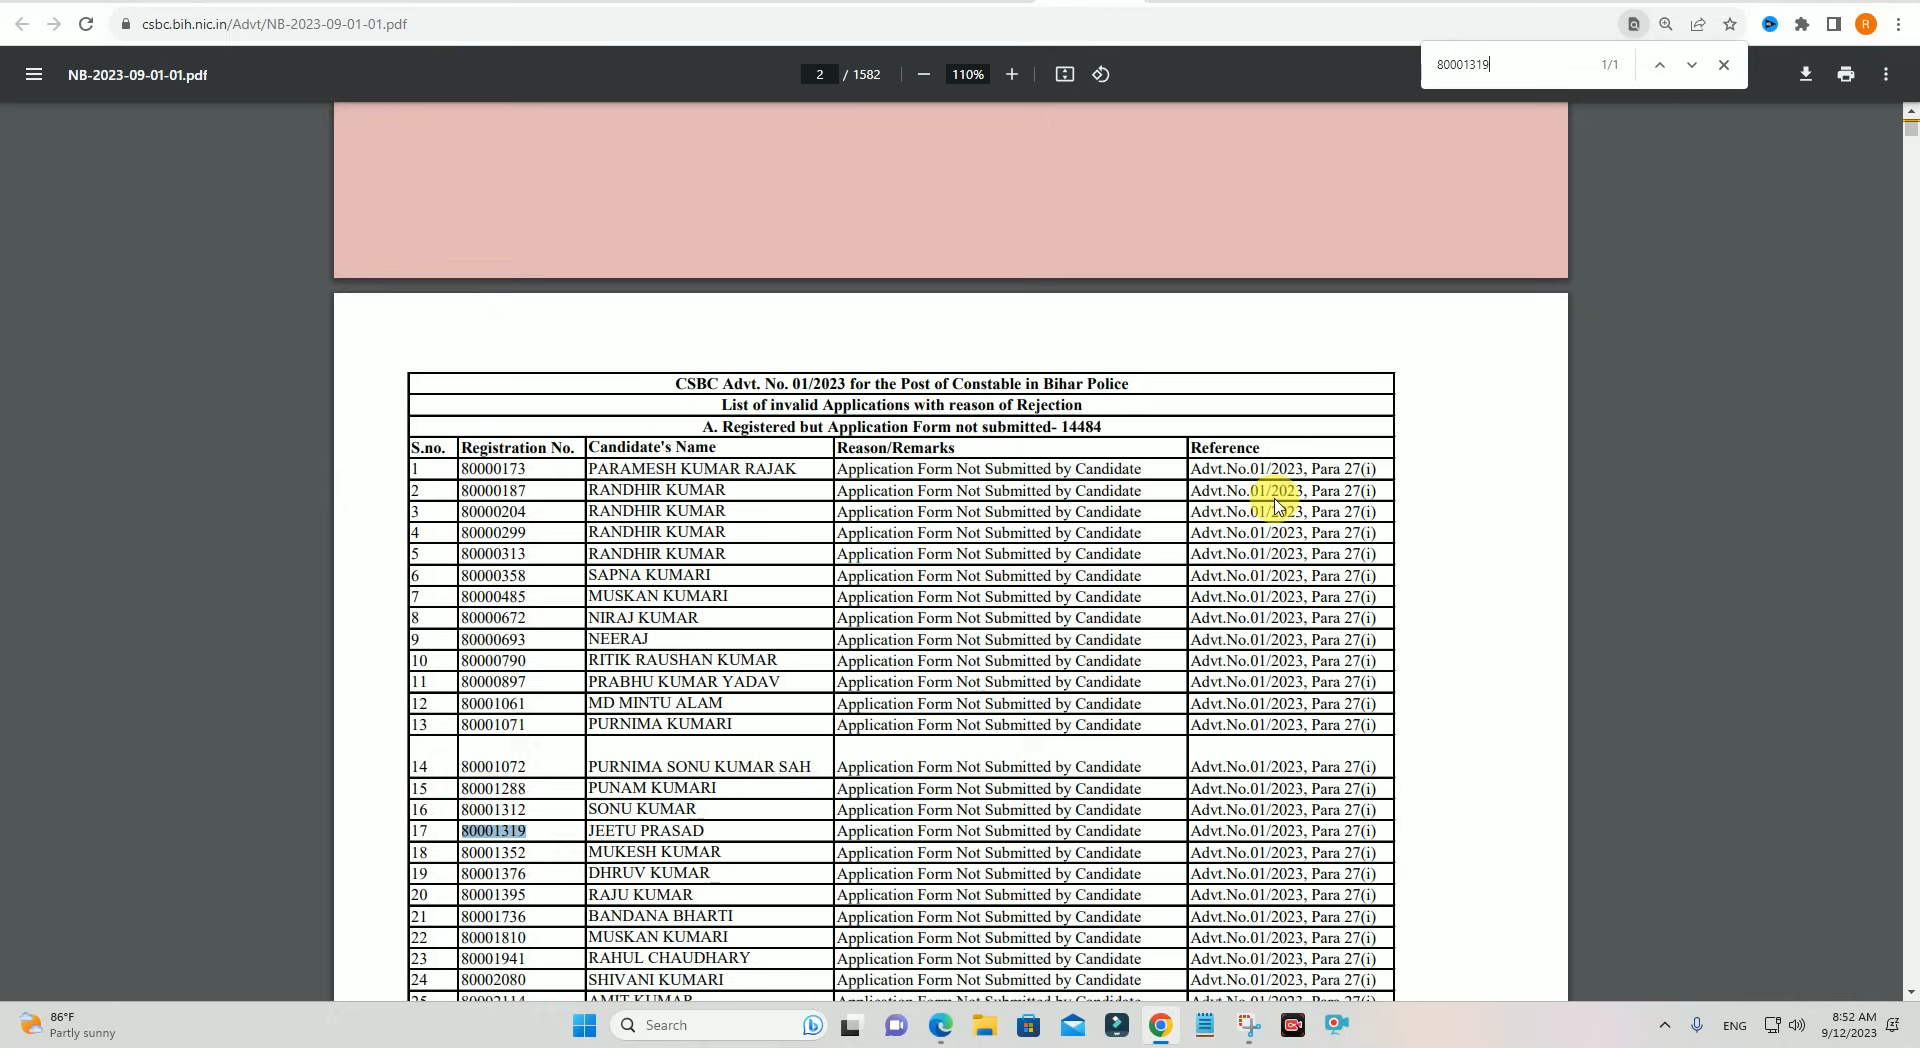 csbc.bih.nic.in/Advt/NB-2023-09-01-01.pdf
R
80001319 1/1
NB-2023-09-01-01.pdf 2 / 1582 110%
CSBC Advt. No. 01/2023 for the Post of Constable in Bihar Police
List of invalid Applications with reason of Rejection
A. Registered but Application Form not submitted- 14484
S.no. Registration No. Candidate's Name Reason/Remarks Reference
1 80000173 PARAMESH KUMAR RAJAK Application Form Not Submitted by Candidate Advt.No.01/2023, Para 27(i)
2 80000187 RANDHIR KUMAR Application Form Not Submitted by Candidate Advt.No.01/2023, Para 27(i)
3 80000204 RANDHIR KUMAR Application Form Not Submitted by Candidate Advt.No.01/2023, Para 27(i)
4 80000299 RANDHIR KUMAR Application Form Not Submitted by Candidate Advt.No.01/2023, Para 27(i)
5 80000313 RANDHIR KUMAR Application Form Not Submitted by Candidate Advt.No.01/2023, Para 27(i)
6 80000358 SAPNA KUMARI Application Form Not Submitted by Candidate Advt.No.01/2023, Para 27(i)
7 80000485 MUSKAN KUMARI Application Form Not Submitted by Candidate Advt.No.01/2023, Para 27(i)
8 80000672 NIRAJ KUMAR Application Form Not Submitted by Candidate Advt.No.01/2023, Para 27(i)
9 80000693 NEERAJ Application Form Not Submitted by Candidate Advt.No.01/2023, Para 27(i)
10 80000790 RITIK RAUSHAN KUMAR Application Form Not Submitted by Candidate Advt.No.01/2023, Para 27(i)
11 80000897 PRABHU KUMAR YADAV Application Form Not Submitted by Candidate Advt.No.01/2023, Para 27(i)
12 80001061 MD MINTU ALAM Application Form Not Submitted by Candidate Advt.No.01/2023, Para 27(i)
13 80001071 PURNIMA KUMARI Application Form Not Submitted by Candidate Advt.No.01/2023, Para 27(i)
14 80001072 PURNIMA SONU KUMAR SAH Application Form Not Submitted by Candidate Advt.No.01/2023, Para 27(i)
15 80001288 PUNAM KUMARI Application Form Not Submitted by Candidate Advt.No.01/2023, Para 27(i)
16 80001312 SONU KUMAR Application Form Not Submitted by Candidate Advt.No.01/2023, Para 27(i)
17 80001319 JEETU PRASAD Application Form Not Submitted by Candidate Advt.No.01/2023, Para 27(i)
18 80001352 MUKESH KUMAR Application Form Not Submitted by Candidate Advt.No.01/2023, Para 27(i)
19 80001376 DHRUV KUMAR Application Form Not Submitted by Candidate Advt.No.01/2023, Para 27(i)
20 80001395 RAJU KUMAR Application Form Not Submitted by Candidate Advt.No.01/2023, Para 27(i)
21 80001736 BANDANA BHARTI Application Form Not Submitted by Candidate Advt.No.01/2023, Para 27(i)
22 80001810 MUSKAN KUMARI Application Form Not Submitted by Candidate Advt.No.01/2023, Para 27(i)
23 80001941 RAHUL CHAUDHARY Application Form Not Submitted by Candidate Advt.No.01/2023, Para 27(i)
24 80002080 SHIVANI KUMARI Application Form Not Submitted by Candidate Advt.No.01/2023, Para 27(i)
25 80002114 AMIT KUMAR Application Form Not Submitted by Candidate Advt.No.01/2023, Para 27(i)
86°F
Partly sunny
Search
ENG
8:52 AM
9/12/2023